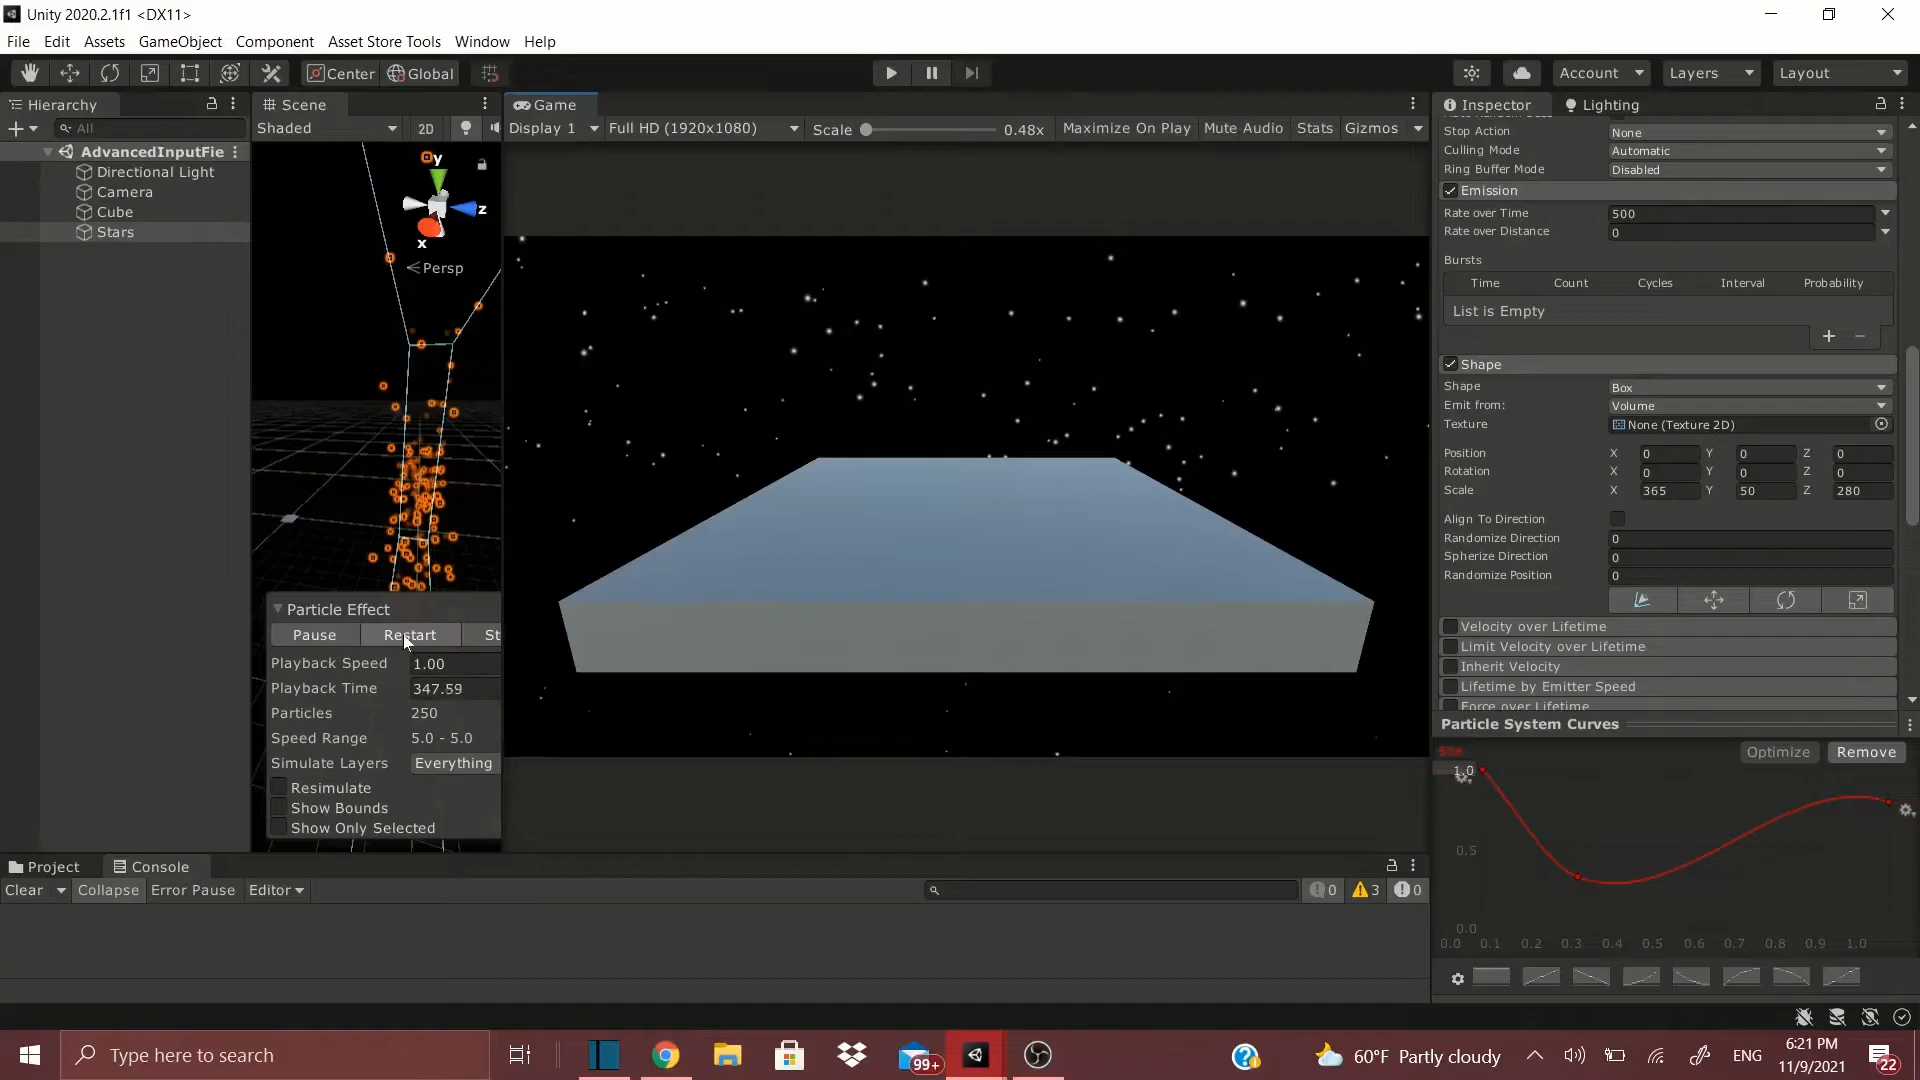 Unity 2020.2.1f1 <DX11>
File Edit Assets GameObject Component Asset Store Tools Window Help
Center Global
Account Layers Layout
Hierarchy
All
AdvancedInputFie
Directional Light
Camera
Cube
Stars
Scene
Shaded 2D
y
z
x
Persp
Particle Effect
Pause Restart St
Playback Speed 1.00
Playback Time 347.59
Particles 250
Speed Range 5.0 - 5.0
Simulate Layers Everything
Resimulate
Show Bounds
Show Only Selected
Game
Display 1 Full HD (1920x1080) Scale 0.48x Maximize On Play Mute Audio Stats Gizmos
Inspector Lighting
Stop Action None
Culling Mode Automatic
Ring Buffer Mode Disabled
Emission
Rate over Time 500
Rate over Distance 0
Bursts
Time Count Cycles Interval Probability
List is Empty
Shape
Shape Box
Emit from: Volume
Texture None (Texture 2D)
Position X 0 Y 0 Z 0
Rotation X 0 Y 0 Z 0
Scale X 365 Y 50 Z 280
Align To Direction
Randomize Direction 0
Spherize Direction 0
Randomize Position 0
Velocity over Lifetime
Limit Velocity over Lifetime
Inherit Velocity
Lifetime by Emitter Speed
Force over Lifetime
Particle System Curves
Size
Optimize Remove
1.0
0.5
0.0
0.0 0.1 0.2 0.3 0.4 0.5 0.6 0.7 0.8 0.9 1.0
Project Console
Clear Collapse Error Pause Editor
0 3 0
Type here to search
99+
60°F Partly cloudy
ENG
6:21 PM
11/9/2021
22